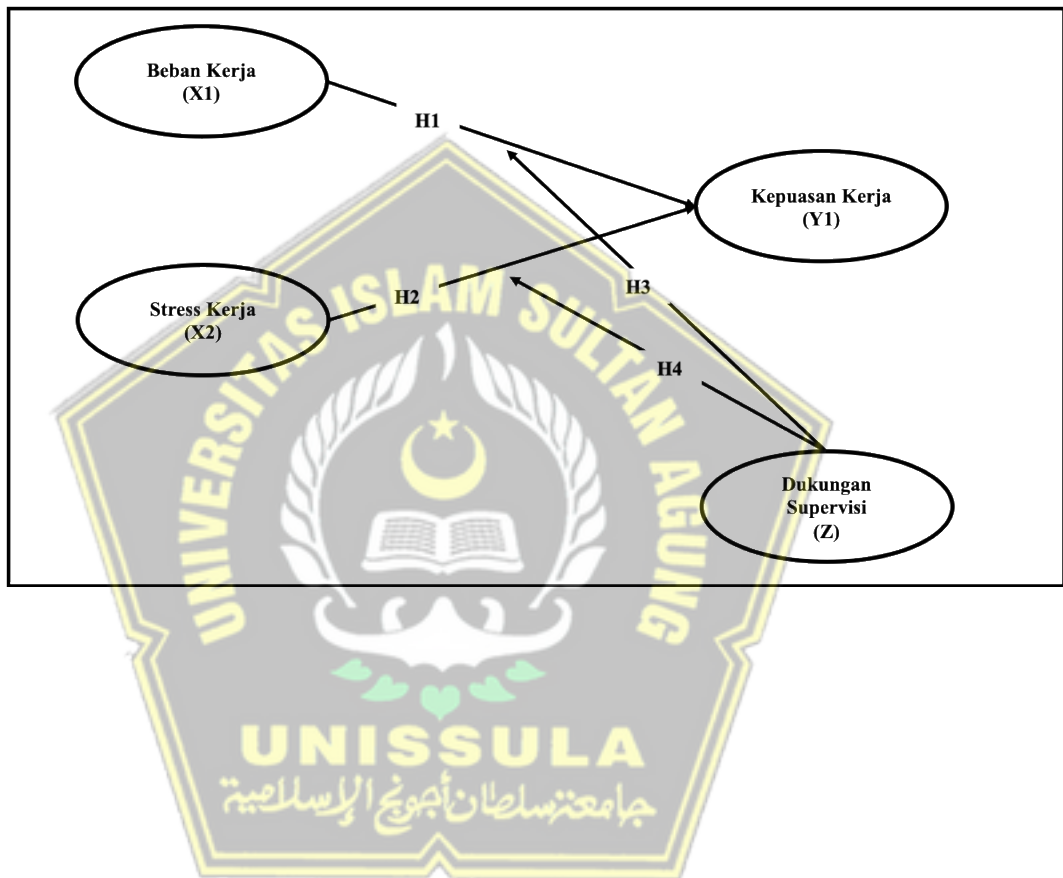 Beban Kerja
(X1)
H1
Kepuasan Kerja
(Y1)
Stress Kerja
(X2)
H2
H3
H4
Dukungan
Supervisi
(Z)
UNIVERSITAS ISLAM SULTAN AGUNG
UNISSULA
جامعة سلطان أجونج الإسلامية